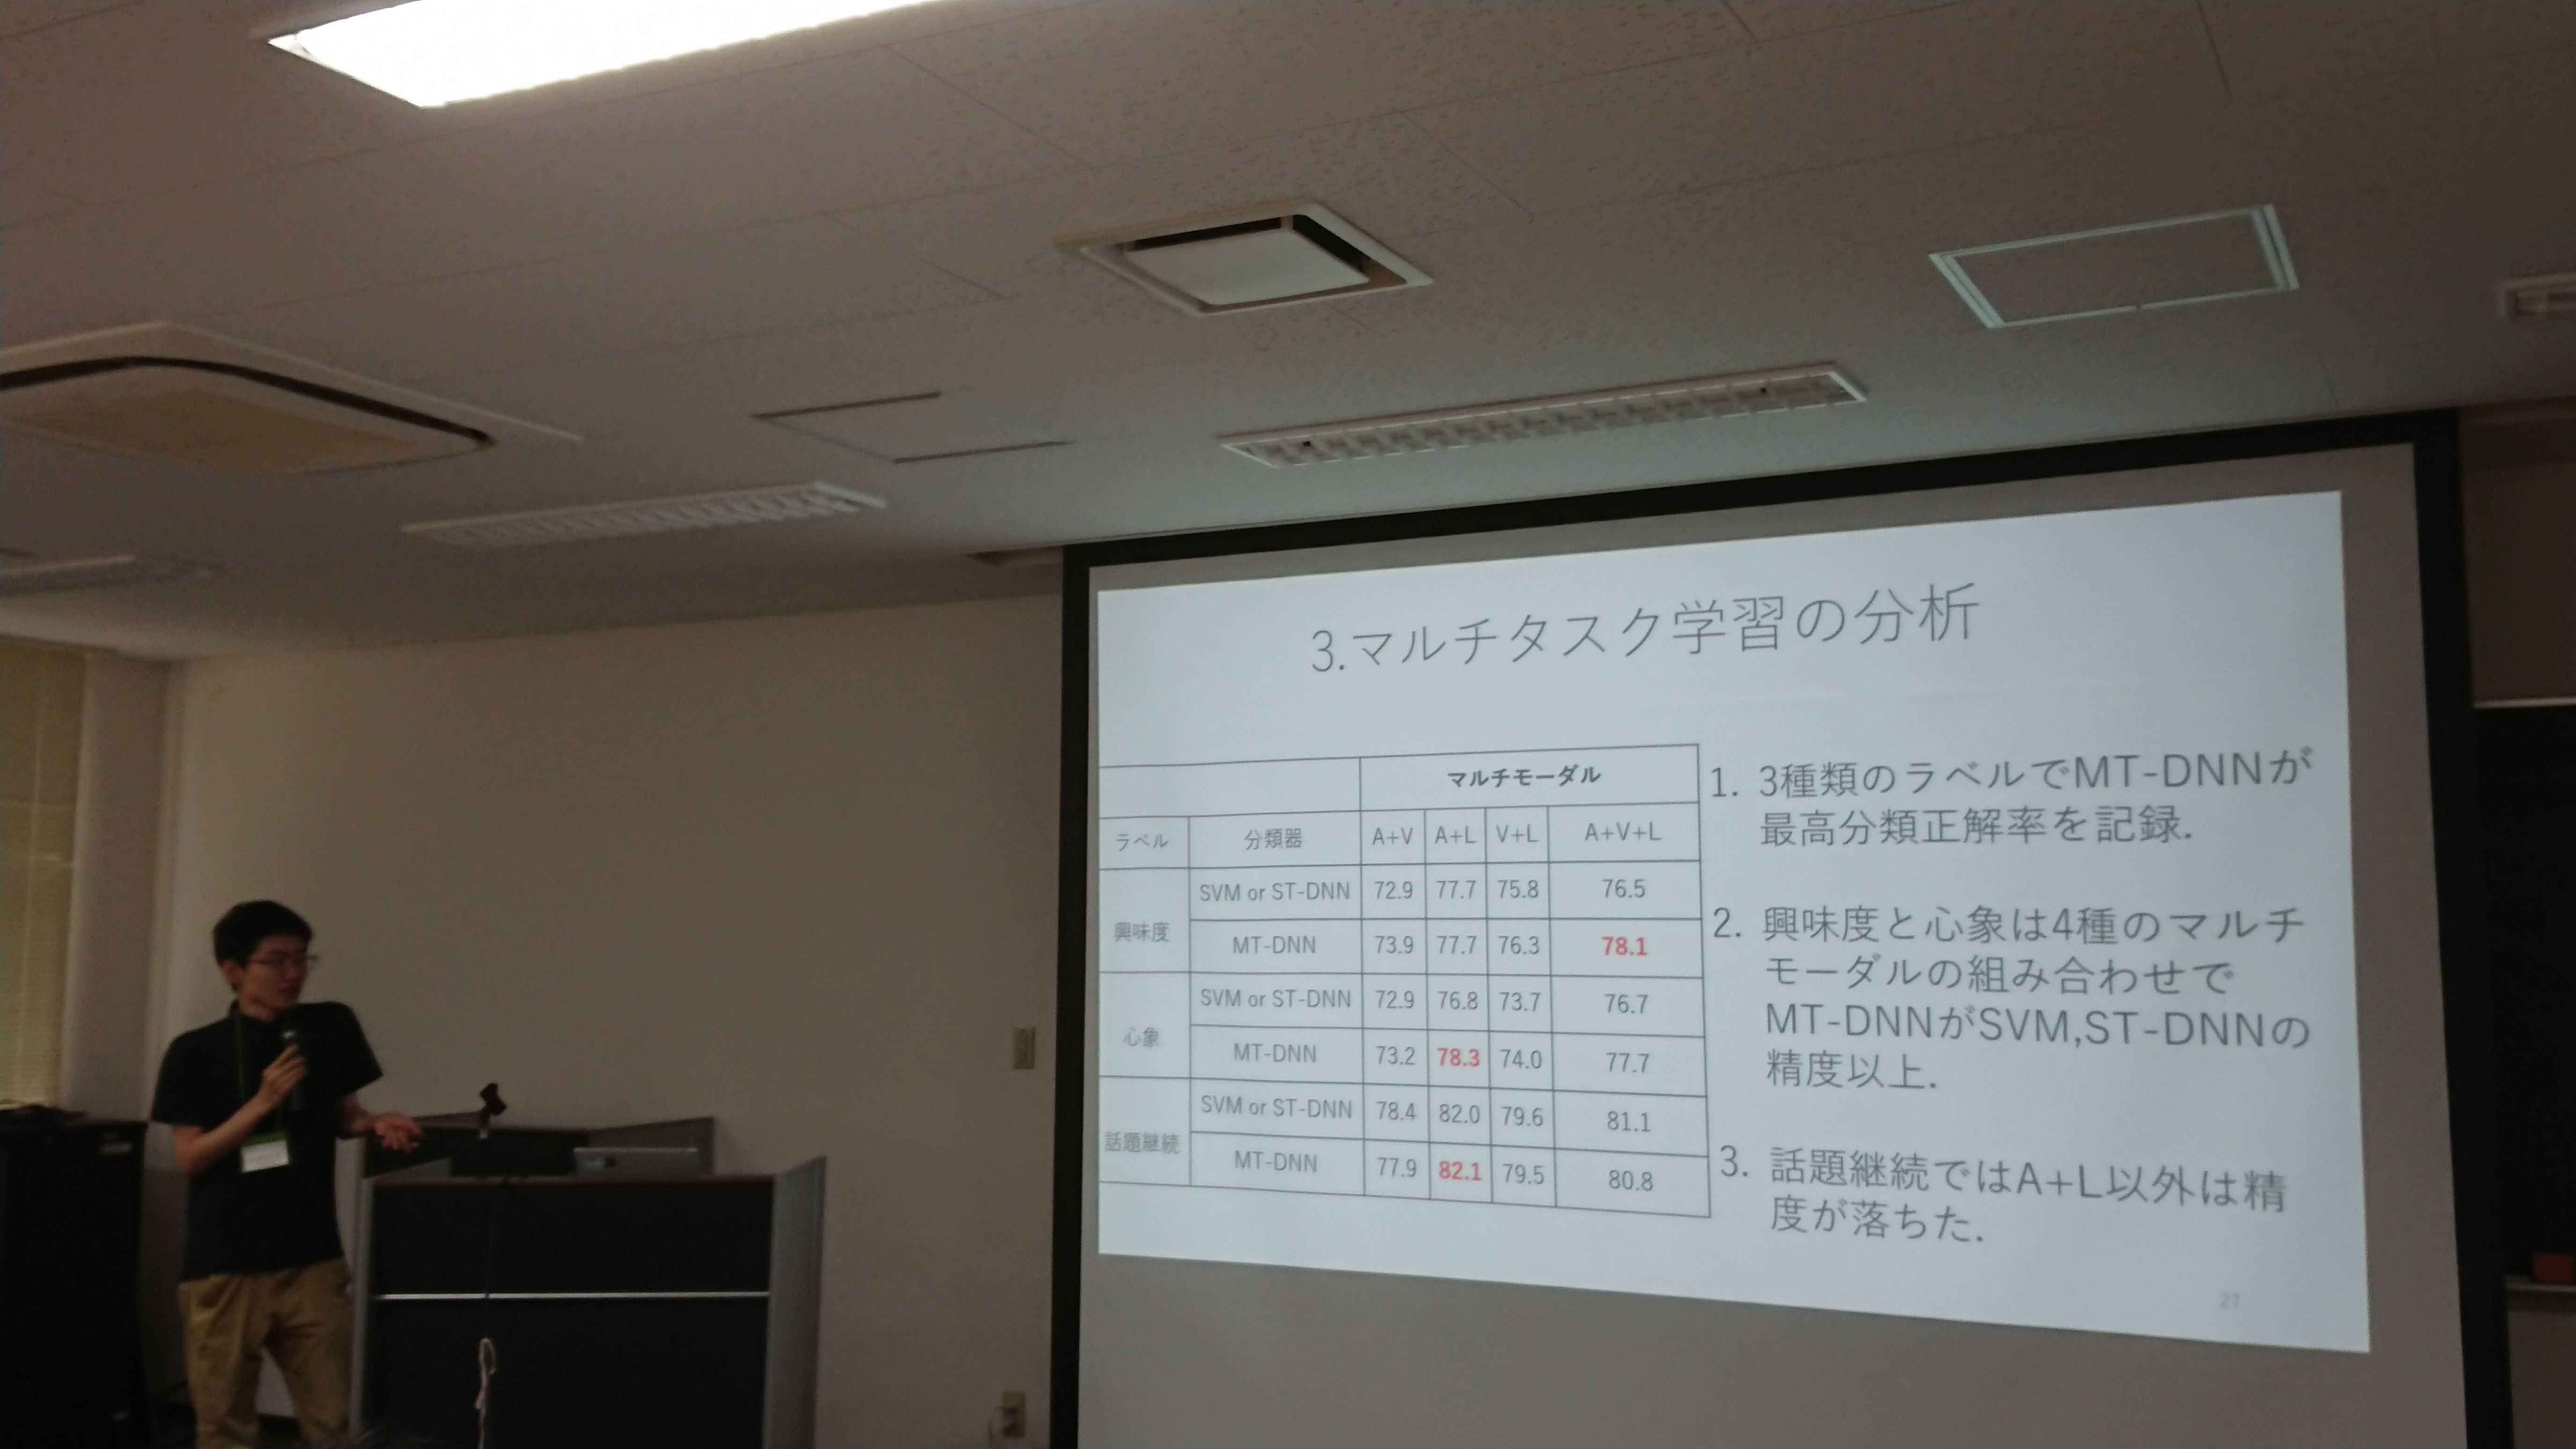 3.マルチタスク学習の分析
マルチモーダル
ラベル 分類器 A+V A+L V+L A+V+L
興味度 SVM or ST-DNN 72.9 77.7 75.8 76.5
MT-DNN 73.9 77.7 76.3 78.1
心象 SVM or ST-DNN 72.9 76.8 73.7 76.7
MT-DNN 73.2 78.3 74.0 77.7
話題継続 SVM or ST-DNN 78.4 82.0 79.6 81.1
MT-DNN 77.9 82.1 79.5 80.8
1. 3種類のラベルでMT-DNNが
最高分類正解率を記録.
2. 興味度と心象は4種のマルチ
モーダルの組み合わせで
MT-DNNがSVM,ST-DNNの
精度以上.
3. 話題継続ではA+L以外は精
度が落ちた.
27